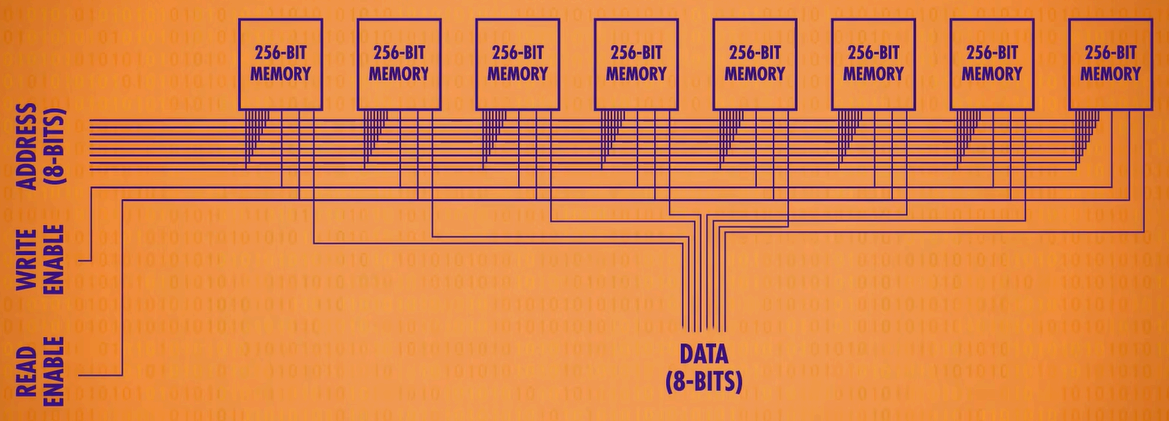 256-BIT
MEMORY
256-BIT
MEMORY
256-BIT
MEMORY
256-BIT
MEMORY
256-BIT
MEMORY
256-BIT
MEMORY
256-BIT
MEMORY
256-BIT
MEMORY
ADDRESS
(8-BITS)
WRITE
ENABLE
READ
ENABLE
DATA
(8-BITS)